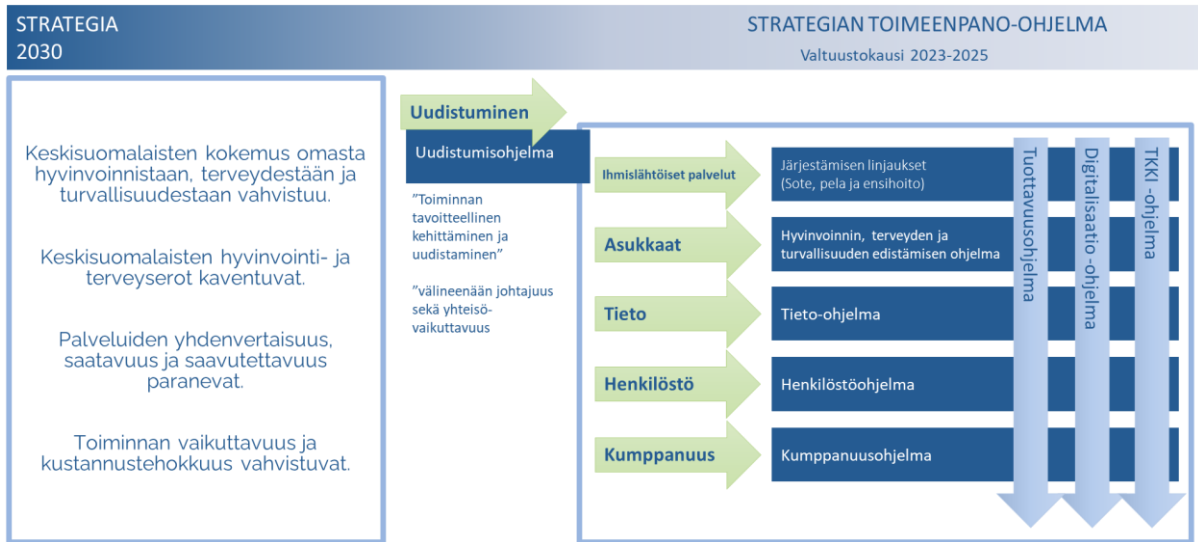 STRATEGIA
2030
STRATEGIAN TOIMEENPANO-OHJELMA
Valtuustokausi 2023-2025
Keskisuomalaisten kokemus omasta
hyvinvoinnistaan, terveydestään ja
turvallisuudestaan vahvistuu.
Keskisuomalaisten hyvinvointi- ja
terveyserot kaventuvat.
Palveluiden yhdenvertaisuus,
saatavuus ja saavutettavuus
paranevat.
Toiminnan vaikuttavuus ja
kustannustehokkuus vahvistuvat.
Uudistuminen
Uudistumisohjelma
"Toiminnan
tavoitteellinen
kehittäminen ja
uudistaminen"
"välineenään johtajuus
sekä yhteisö-
vaikuttavuus
Ihmislähtöiset palvelut
Järjestämisen linjaukset
(Sote, pela ja ensihoito)
Asukkaat
Hyvinvoinnin, terveyden ja
turvallisuuden edistämisen ohjelma
Tieto
Tieto-ohjelma
Henkilöstö
Henkilöstöohjelma
Kumppanuus
Kumppanuusohjelma
Tuottavuusohjelma
Digitalisaatio -ohjelma
TKKI -ohjelma